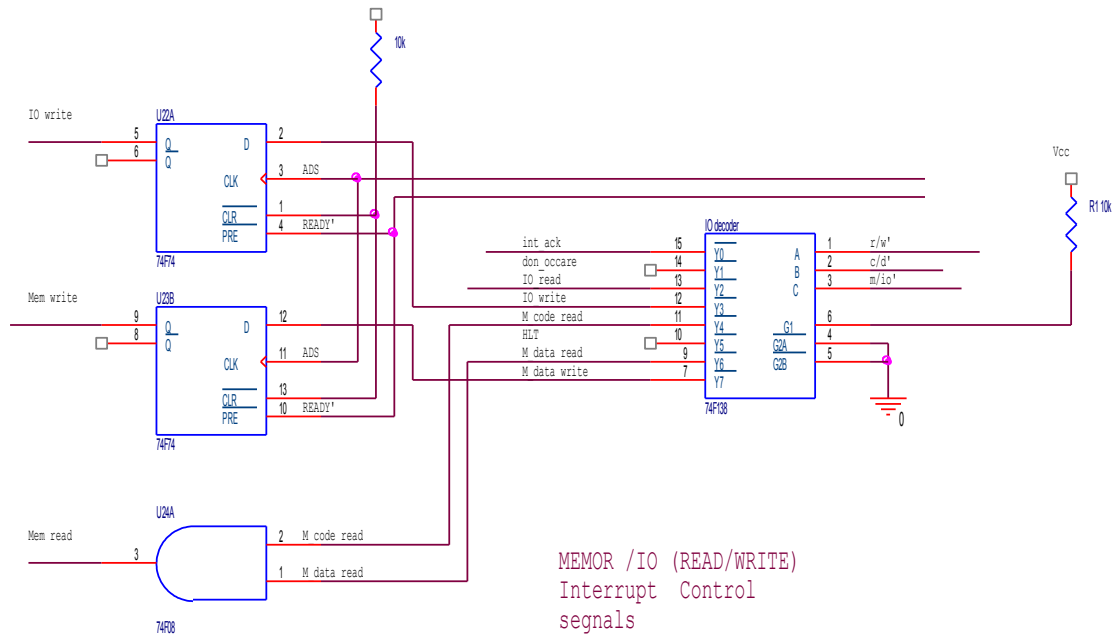 10k
IO write
U22A
5
Q
D
2
6
Q
CLK
3
ADS
CLR
1
PRE
4
READY'
74F74
Vcc
R1 10k
Mem write
U23B
9
Q
D
12
8
Q
CLK
11
ADS
CLR
13
PRE
10
READY'
74F74
IO decoder
int_ack
15
Y0
A
1
r/w'
don_occare
14
Y1
B
2
c/d'
IO_read
13
Y2
C
3
m/io'
IO write
12
Y3
M code read
11
Y4
G1
6
HLT
10
Y5
G2A
4
M data read
9
Y6
G2B
5
M data write
7
Y7
74F138
0
U24A
Mem read
3
2
M code read
1
M data read
74F08
MEMOR /IO (READ/WRITE)
Interrupt Control
segnals